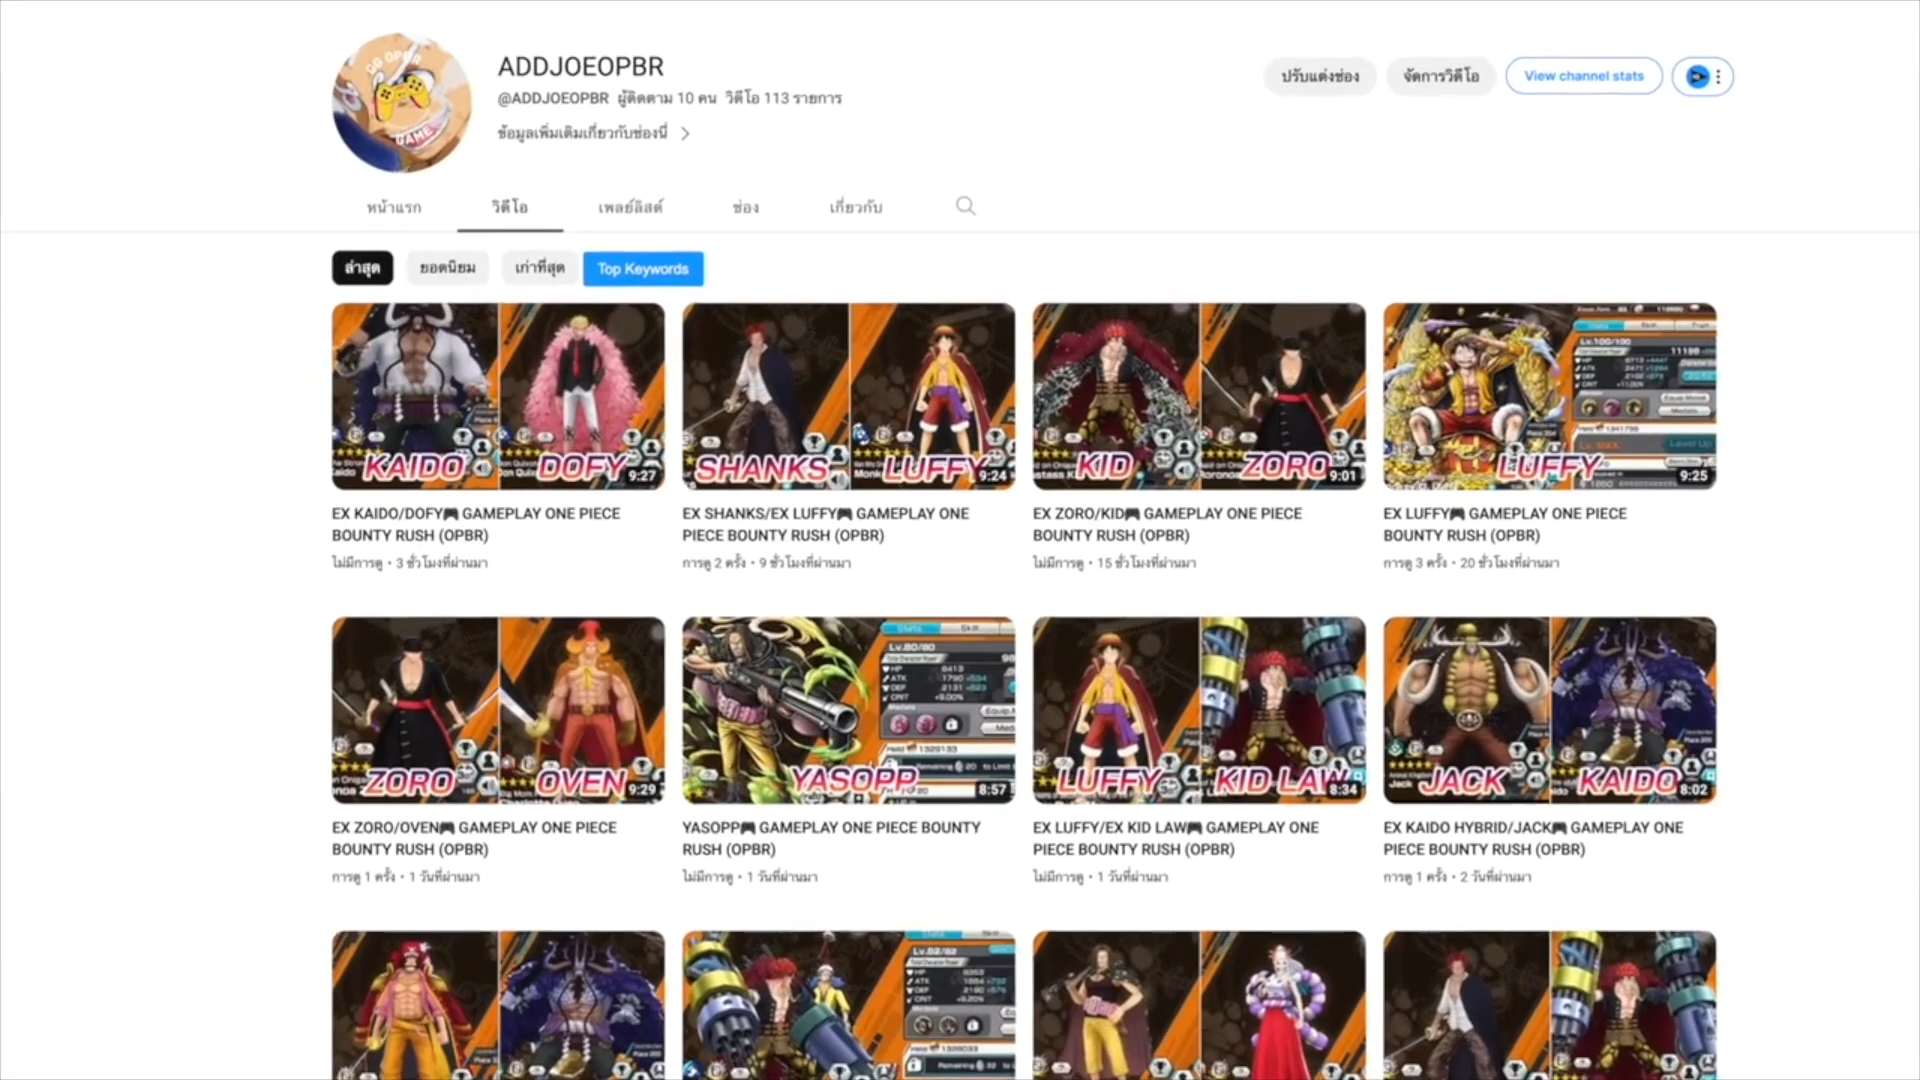 ADDJOEOPBR
@ADDJOEOPBR ผู้ติดตาม 10 คน วิดีโอ 113 รายการ
ข้อมูลเพิ่มเติมเกี่ยวกับช่องนี้
ปรับแต่งช่อง จัดการวิดีโอ View channel stats
หน้าแรก วิดีโอ เพลย์ลิสต์ ช่อง เกี่ยวกับ
ล่าสุด ยอดนิยม เก่าที่สุด Top Keywords
KAIDO DOFY 9:27
SHANKS LUFFY 9:24
KID ZORO 9:01
LUFFY 9:25
EX KAIDO/DOFY🎮 GAMEPLAY ONE PIECE
BOUNTY RUSH (OPBR)
ไม่มีการดู • 3 ชั่วโมงที่ผ่านมา
EX SHANKS/EX LUFFY🎮 GAMEPLAY ONE
PIECE BOUNTY RUSH (OPBR)
การดู 2 ครั้ง • 9 ชั่วโมงที่ผ่านมา
EX ZORO/KID🎮 GAMEPLAY ONE PIECE
BOUNTY RUSH (OPBR)
ไม่มีการดู • 15 ชั่วโมงที่ผ่านมา
EX LUFFY🎮 GAMEPLAY ONE PIECE
BOUNTY RUSH (OPBR)
การดู 3 ครั้ง • 20 ชั่วโมงที่ผ่านมา
ZORO OVEN 9:29
Lv.80/80
YASOPP 8:57
LUFFY KID LAW 8:34
JACK KAIDO 8:02
EX ZORO/OVEN🎮 GAMEPLAY ONE PIECE
BOUNTY RUSH (OPBR)
การดู 1 ครั้ง • 1 วันที่ผ่านมา
YASOPP🎮 GAMEPLAY ONE PIECE BOUNTY
RUSH (OPBR)
ไม่มีการดู • 1 วันที่ผ่านมา
EX LUFFY/EX KID LAW🎮 GAMEPLAY ONE
PIECE BOUNTY RUSH (OPBR)
ไม่มีการดู • 1 วันที่ผ่านมา
EX KAIDO HYBRID/JACK🎮 GAMEPLAY ONE
PIECE BOUNTY RUSH (OPBR)
การดู 1 ครั้ง • 2 วันที่ผ่านมา